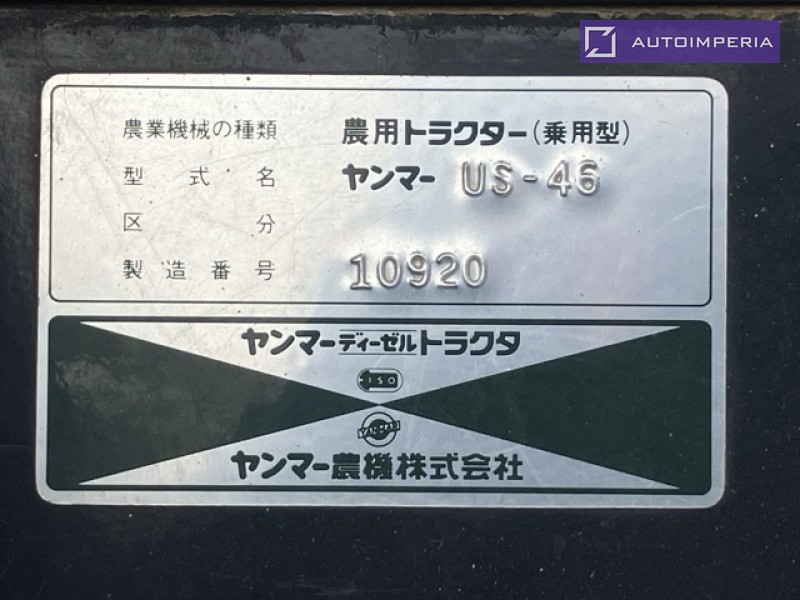 AUTOIMPERIA
農業機械の種類 農用トラクター(乗用型)
型式名 ヤンマー US-46
区分
製造番号 10920
ヤンマーディーゼルトラクタ
ISO
YANMAR
ヤンマー農機株式会社